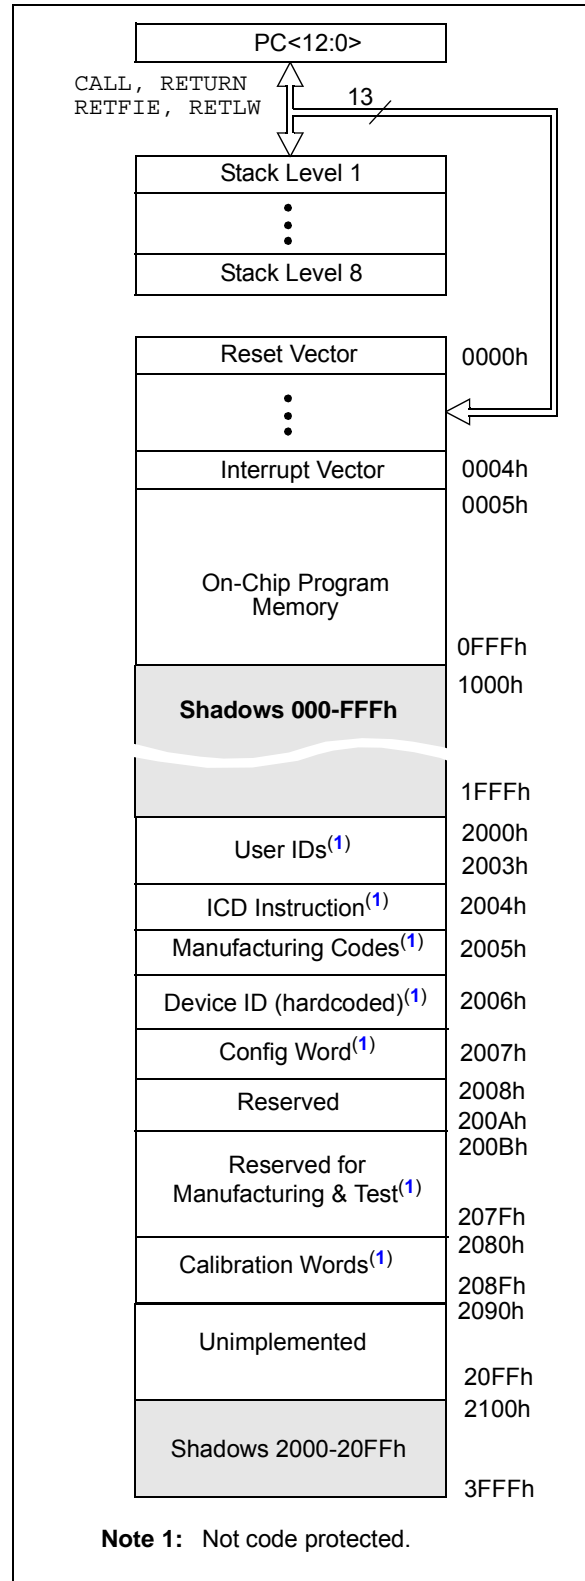 PC<12:0>
CALL, RETURN
RETFIE, RETLW
13
Stack Level 1
Stack Level 8
Reset Vector
0000h
Interrupt Vector
0004h
0005h
On-Chip Program
Memory
0FFFh
1000h
Shadows 000-FFFh
1FFFh
2000h
User IDs(1)
2003h
ICD Instruction(1)
2004h
Manufacturing Codes(1)
2005h
Device ID (hardcoded)(1)
2006h
Config Word(1)
2007h
2008h
Reserved
200Ah
200Bh
Reserved for
Manufacturing & Test(1)
207Fh
2080h
Calibration Words(1)
208Fh
2090h
Unimplemented
20FFh
2100h
Shadows 2000-20FFh
3FFFh
Note 1: Not code protected.